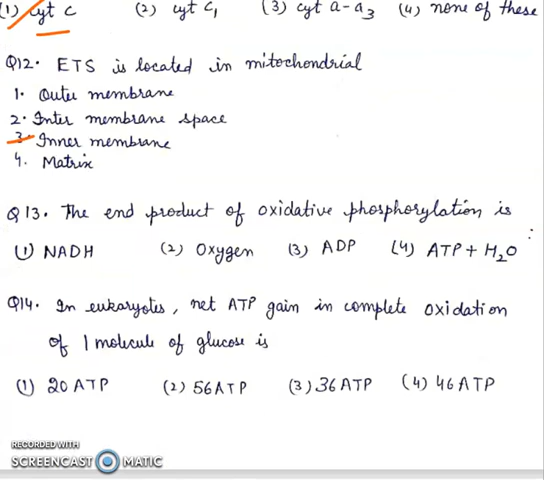 (1) Cyt C (2) cyt C₁ (3) cyt a-a₃ (4) none of these
Q12. ETS is located in mitochondrial
1. Outer membrane
2. Inter membrane space
3. Inner membrane
4. Matrix
Q13. The end product of oxidative phosphorylation is :
(1) NADH (2) Oxygen (3) ADP (4) ATP + H₂O
Q14. In eukaryotes, net ATP gain in complete oxidation
of 1 molecule of glucose is
(1) 20 ATP (2) 56 ATP (3) 36 ATP (4) 46 ATP
RECORDED WITH
SCREENCAST MATIC